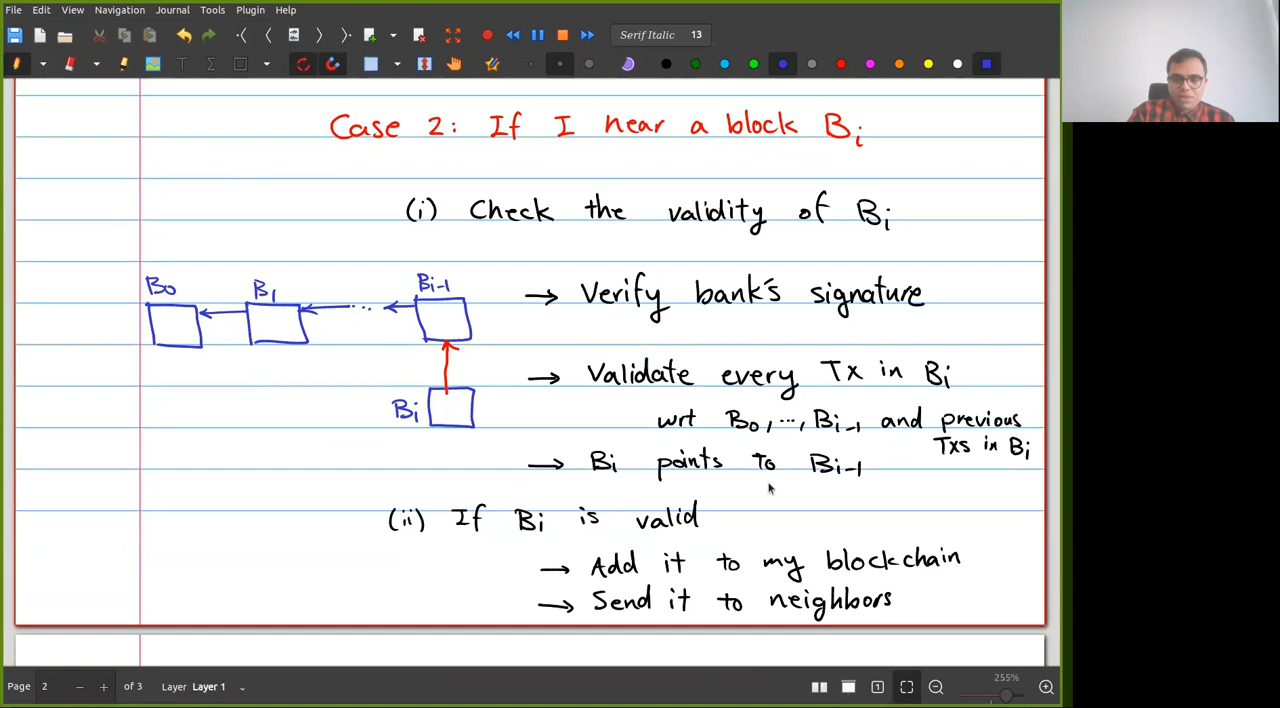 File Edit View Navigation Journal Tools Plugin Help
Serif Italic 13
Case 2: If I hear a block Bi
(i) Check the validity of Bi
B0 B1 Bi-1
→ Verify bank's signature
→ Validate every Tx in Bi
Bi
wrt B0, ..., Bi-1 and previous
Txs in Bi
→ Bi points to Bi-1
(ii) If Bi is valid
→ Add it to my blockchain
→ Send it to neighbors
Page 2 − + of 3 Layer Layer 1 255%